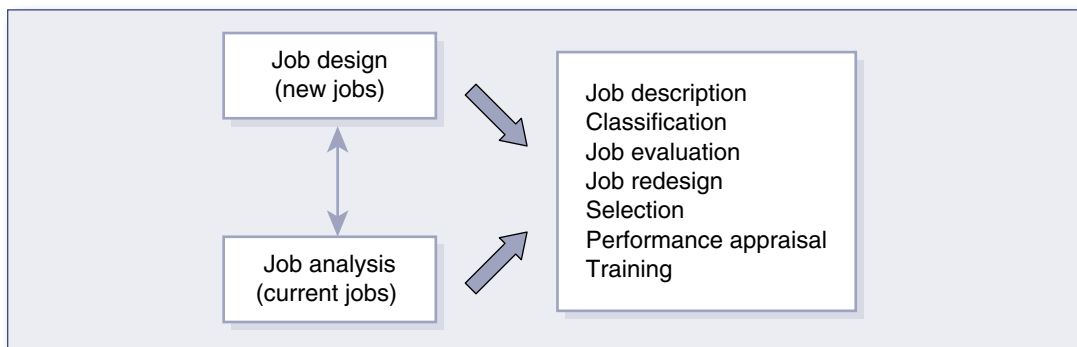 Job design
(new jobs)
Job analysis
(current jobs)
Job description
Classification
Job evaluation
Job redesign
Selection
Performance appraisal
Training